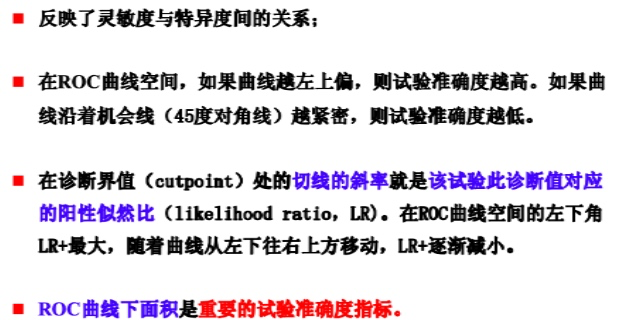 反映了灵敏度与特异度间的关系；
在ROC曲线空间，如果曲线越左上偏，则试验准确度越高。如果曲
线沿着机会线（45度对角线）越紧密，则试验准确度越低。
在诊断界值（cutpoint）处的切线的斜率就是该试验此诊断值对应
的阳性似然比（likelihood ratio，LR)。在ROC曲线空间的左下角
LR+最大，随着曲线从左下往右上方移动，LR+逐渐减小。
ROC曲线下面积是重要的试验准确度指标。